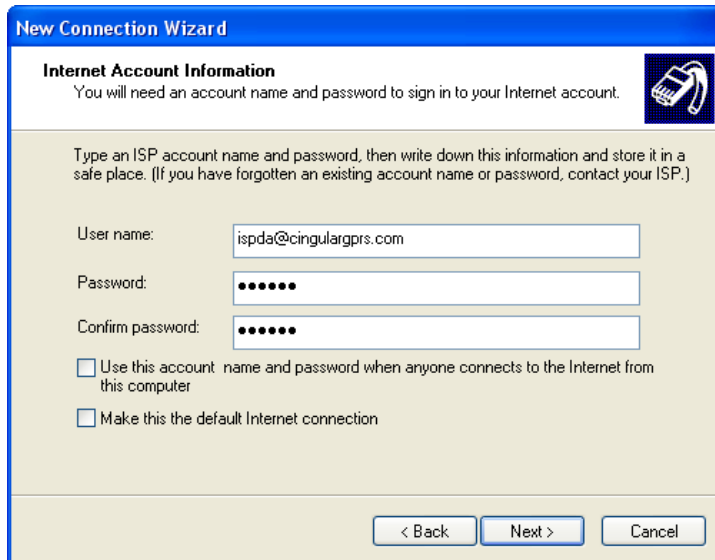 New Connection Wizard
Internet Account Information
You will need an account name and password to sign in to your Internet account.
Type an ISP account name and password, then write down this information and store it in a
safe place. (If you have forgotten an existing account name or password, contact your ISP.)
User name:
ispda@cingulargprs.com
Password:
●●●●●●
Confirm password:
●●●●●●
Use this account name and password when anyone connects to the Internet from
this computer
Make this the default Internet connection
< Back
Next >
Cancel